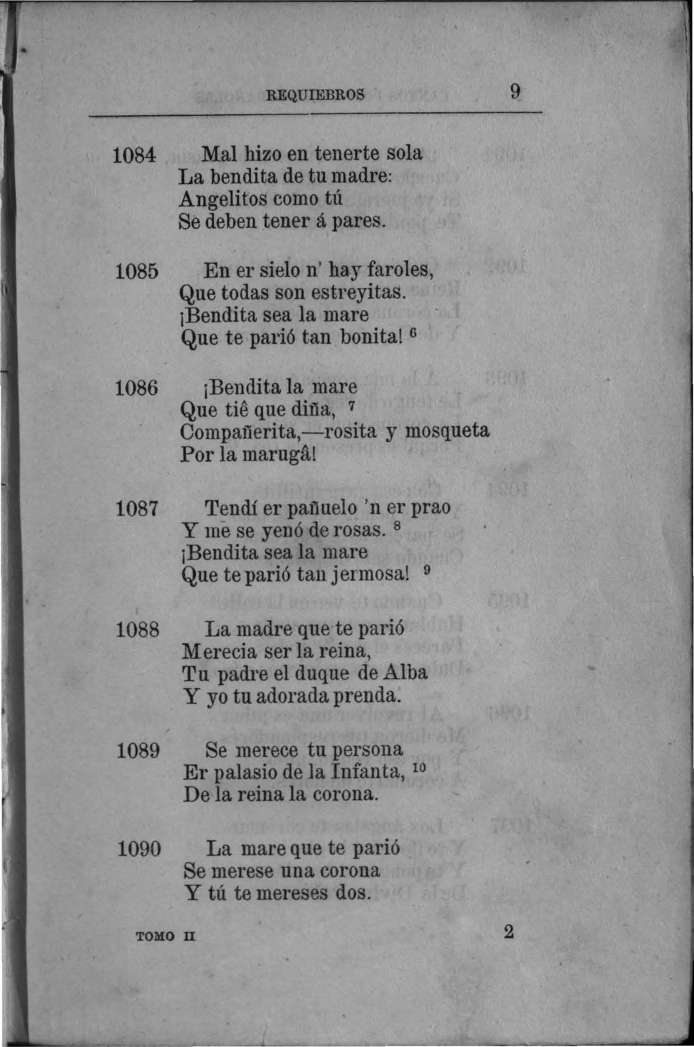 REQUIEBROS 9
1084 Mal hizo en tenerte sola
La bendita de tu madre:
Angelitos como tú
Se deben tener á pares.
1085 En er sielo n' hay faroles,
Que todas son estreyitas.
¡Bendita sea la mare
Que te parió tan bonita! ⁶
1086 ¡Bendita la mare
Que tiê que diña, ⁷
Compañerita,—rosita y mosqueta
Por la marugâ!
1087 Tendí er pañuelo 'n er prao
Y me se yenó de rosas. ⁸
¡Bendita sea la mare
Que te parió tan jermosa! ⁹
1088 La madre que te parió
Merecia ser la reina,
Tu padre el duque de Alba
Y yo tu adorada prenda.
1089 Se merece tu persona
Er palasio de la Infanta, ¹⁰
De la reina la corona.
1090 La mare que te parió
Se merese una corona
Y tú te mereses dos.
TOMO II 2